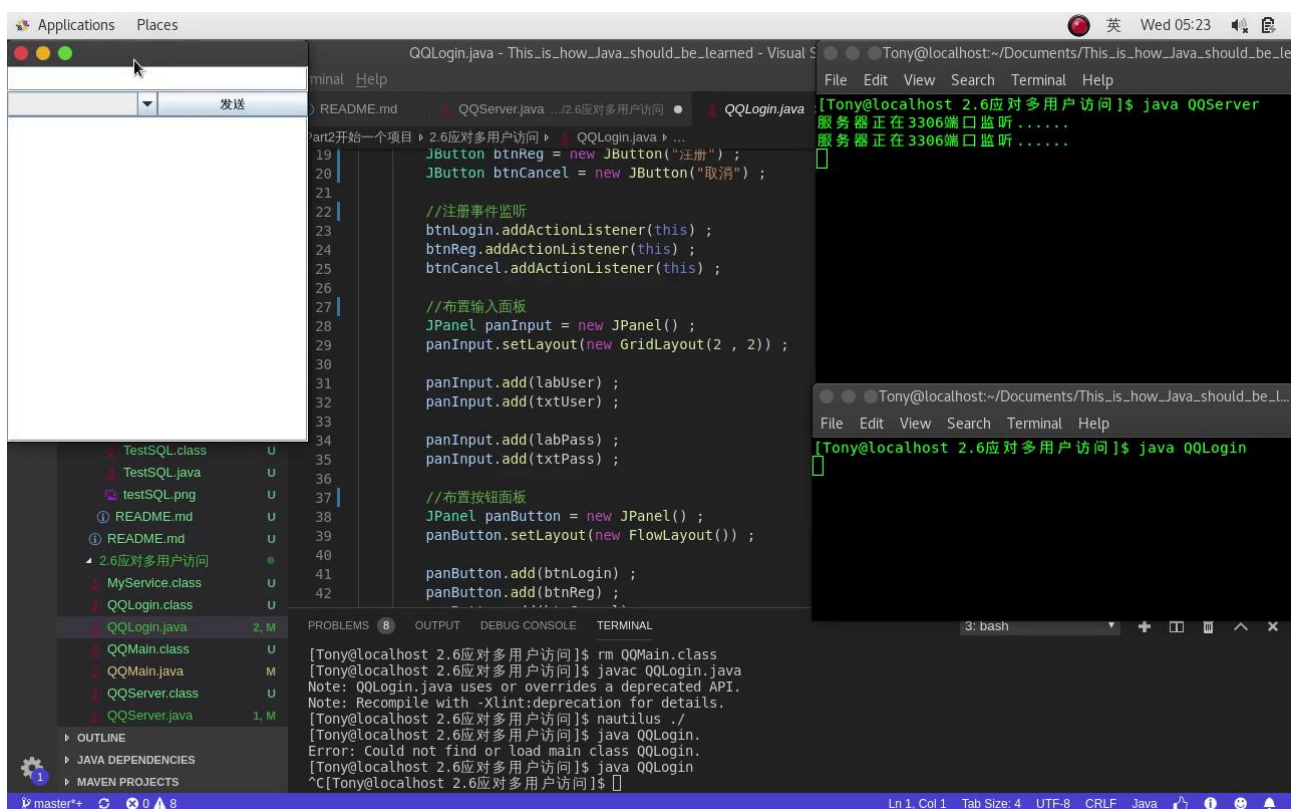 Applications Places
英 Wed 05:23
发送
QQLogin.java - This_is_how_Java_should_be_learned - Visual S
minal Help
README.md QQServer.java .../2.6应对多用户访问 ● QQLogin.java
Part2开始一个项目 ▸ 2.6应对多用户访问 ▸ QQLogin.java ▸ ...
19 JButton btnReg = new JButton("注册") ;
20 JButton btnCancel = new JButton("取消") ;
21
22 //注册事件监听
23 btnLogin.addActionListener(this) ;
24 btnReg.addActionListener(this) ;
25 btnCancel.addActionListener(this) ;
26
27 //布置输入面板
28 JPanel panInput = new JPanel() ;
29 panInput.setLayout(new GridLayout(2 , 2)) ;
30
31 panInput.add(labUser) ;
32 panInput.add(txtUser) ;
33
34 panInput.add(labPass) ;
35 panInput.add(txtPass) ;
36
37 //布置按钮面板
38 JPanel panButton = new JPanel() ;
39 panButton.setLayout(new FlowLayout()) ;
40
41 panButton.add(btnLogin) ;
42 panButton.add(btnReg) ;
Tony@localhost:~/Documents/This_is_how_Java_should_be_le
File Edit View Search Terminal Help
[Tony@localhost 2.6应对多用户访问]$ java QQServer
服务器正在3306端口监听......
服务器正在3306端口监听......
Tony@localhost:~/Documents/This_is_how_Java_should_be_l...
File Edit View Search Terminal Help
[Tony@localhost 2.6应对多用户访问]$ java QQLogin
TestSQL.class U
TestSQL.java U
testSQL.png U
README.md U
README.md U
2.6应对多用户访问
MyService.class U
QQLogin.class U
QQLogin.java 2, M
QQMain.class U
QQMain.java M
QQServer.class U
QQServer.java 1, M
OUTLINE
JAVA DEPENDENCIES
MAVEN PROJECTS
1
PROBLEMS 8 OUTPUT DEBUG CONSOLE TERMINAL 3: bash
[Tony@localhost 2.6应对多用户访问]$ rm QQMain.class
[Tony@localhost 2.6应对多用户访问]$ javac QQLogin.java
Note: QQLogin.java uses or overrides a deprecated API.
Note: Recompile with -Xlint:deprecation for details.
[Tony@localhost 2.6应对多用户访问]$ nautilus ./
[Tony@localhost 2.6应对多用户访问]$ java QQLogin.
Error: Could not find or load main class QQLogin.
[Tony@localhost 2.6应对多用户访问]$ java QQLogin
^C[Tony@localhost 2.6应对多用户访问]$
master*+ 0 8 Ln 1, Col 1 Tab Size: 4 UTF-8 CRLF Java